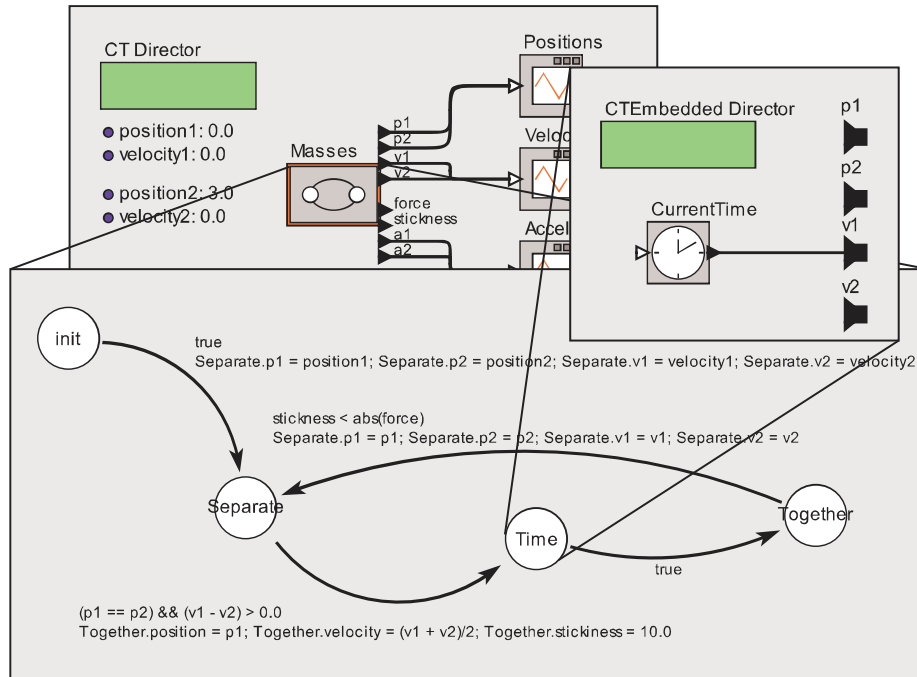 CT Director
position1: 0.0
velocity1: 0.0
position2: 3.0
velocity2: 0.0
Masses
p1
p2
v1
v2
force
stickness
a1
a2
Positions
Veloc
Accel
CTEmbedded Director
CurrentTime
p1
p2
v1
v2
init
true
Separate.p1 = position1; Separate.p2 = position2; Separate.v1 = velocity1; Separate.v2 = velocity2
stickness < abs(force)
Separate.p1 = p1; Separate.p2 = p2; Separate.v1 = v1; Separate.v2 = v2
Separate
Time
Together
true
(p1 == p2) && (v1 - v2) > 0.0
Together.position = p1; Together.velocity = (v1 + v2)/2; Together.stickiness = 10.0